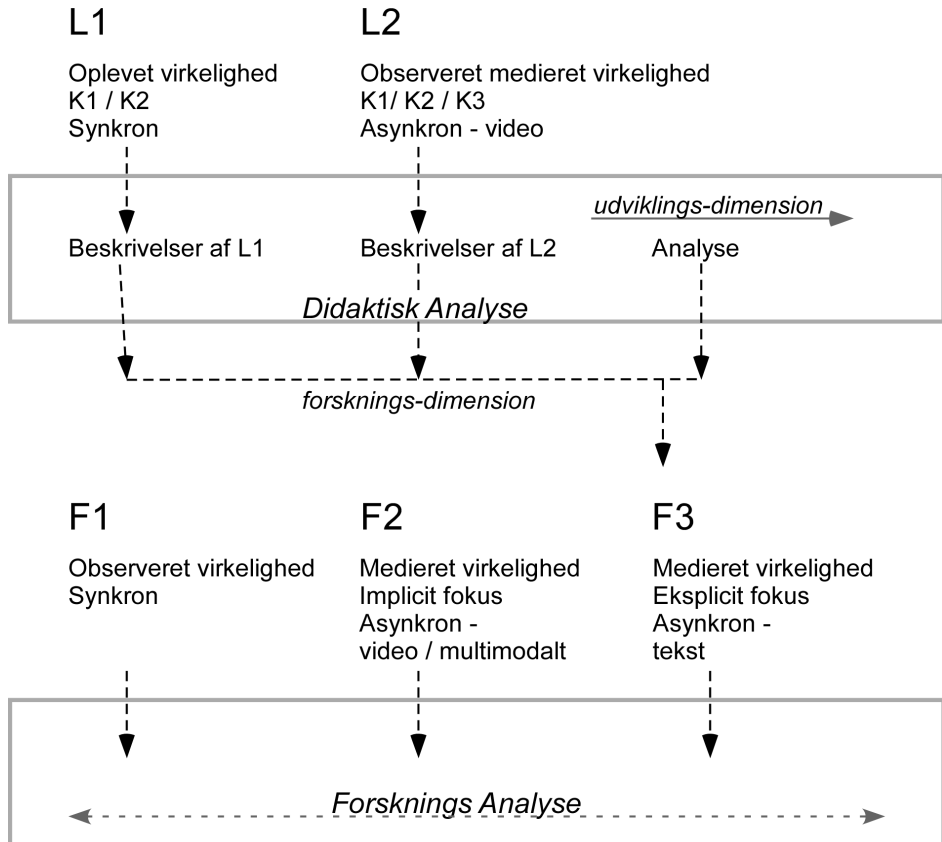 L1
Oplevet virkelighed
K1 / K2
Synkron
L2
Observeret medieret virkelighed
K1/ K2 / K3
Asynkron - video
udviklings-dimension
Beskrivelser af L1
Beskrivelser af L2
Analyse
Didaktisk Analyse
forsknings-dimension
F1
Observeret virkelighed
Synkron
F2
Medieret virkelighed
Implicit fokus
Asynkron -
video / multimodalt
F3
Medieret virkelighed
Eksplicit fokus
Asynkron -
tekst
Forsknings Analyse